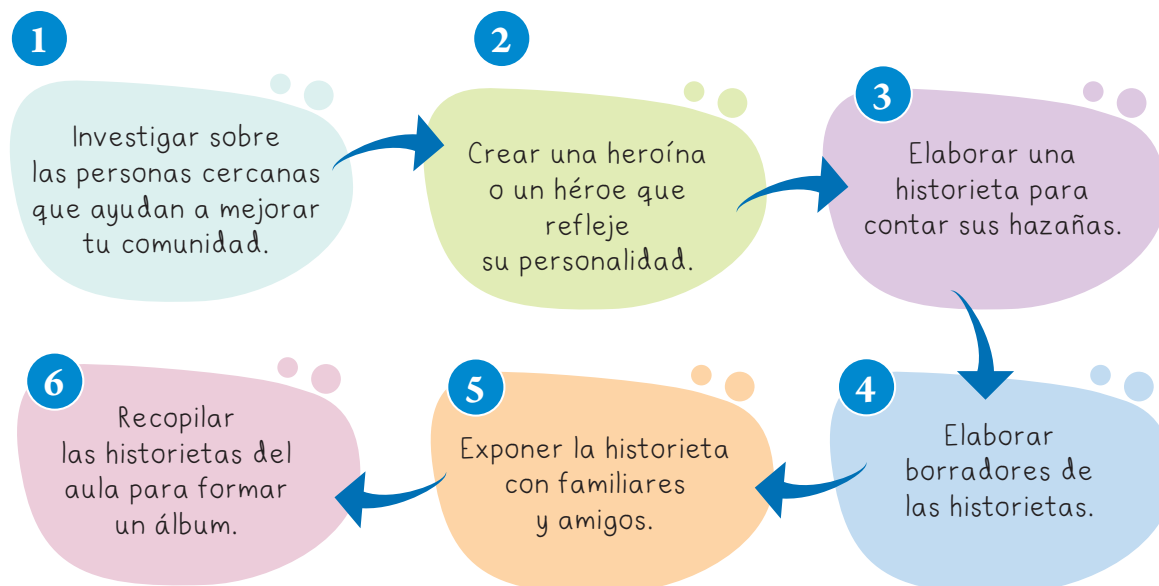 1
Investigar sobre
las personas cercanas
que ayudan a mejorar
tu comunidad.
2
Crear una heroína
o un héroe que
refleje
su personalidad.
3
Elaborar una
historieta para
contar sus hazañas.
4
Elaborar
borradores de
las historietas.
5
Exponer la historieta
con familiares
y amigos.
6
Recopilar
las historietas del
aula para formar
un álbum.